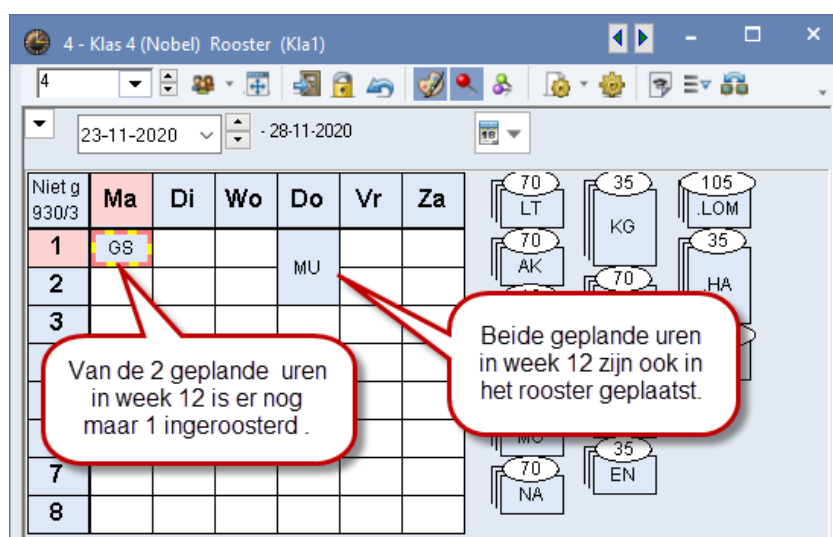 4 - Klas 4 (Nobel) Rooster (Kla1)
4
23-11-2020 - 28-11-2020
18
Niet g
930/3
Ma Di Wo Do Vr Za
1 GS
MU
2
3
7
8
70
LT
35
KG
105
.LOM
70
AK
35
.HA
70
MU
35
EN
70
NA
Van de 2 geplande uren
in week 12 is er nog
maar 1 ingeroosterd .
Beide geplande uren
in week 12 zijn ook in
het rooster geplaatst.